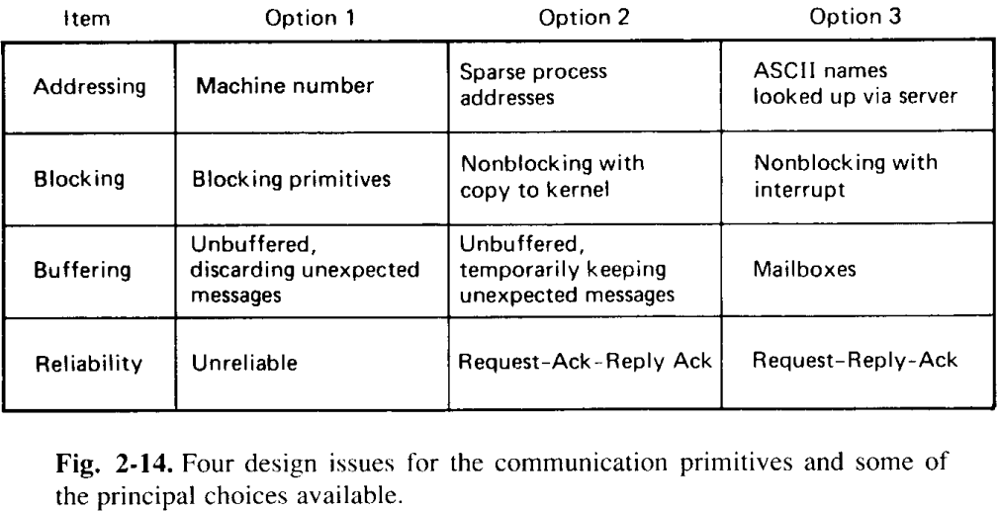 Item Option 1 Option 2 Option 3
Addressing Machine number Sparse process addresses ASCII names looked up via server
Blocking Blocking primitives Nonblocking with copy to kernel Nonblocking with interrupt
Buffering Unbuffered, discarding unexpected messages Unbuffered, temporarily keeping unexpected messages Mailboxes
Reliability Unreliable Request-Ack-Reply Ack Request-Reply-Ack
Fig. 2-14. Four design issues for the communication primitives and some of
the principal choices available.